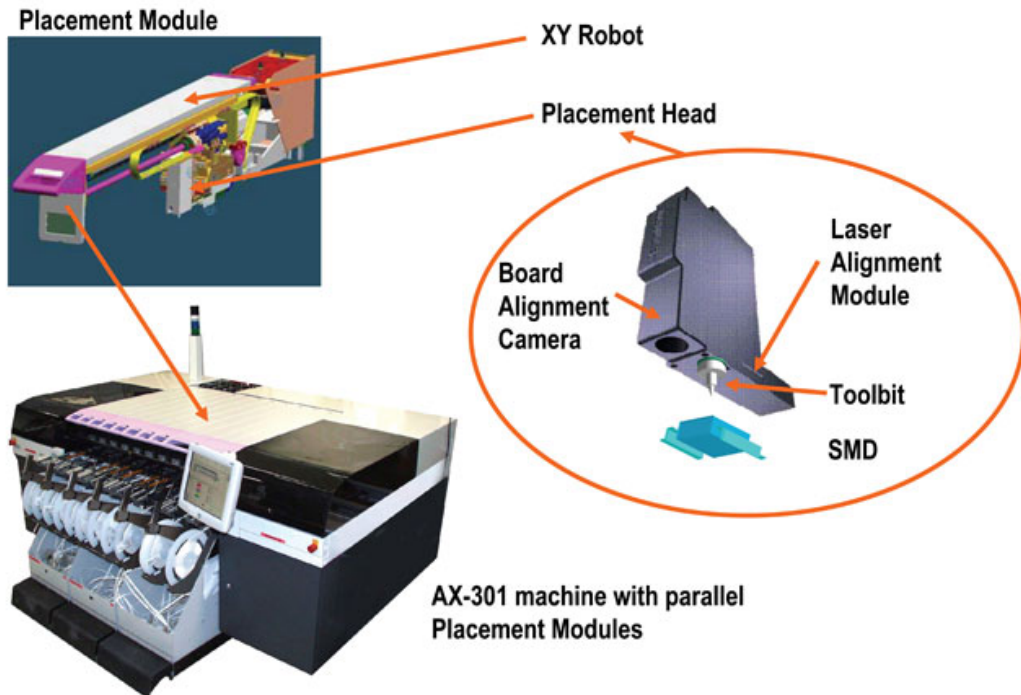 Placement Module
XY Robot
Placement Head
Board
Alignment
Camera
Laser
Alignment
Module
Toolbit
SMD
AX-301 machine with parallel
Placement Modules